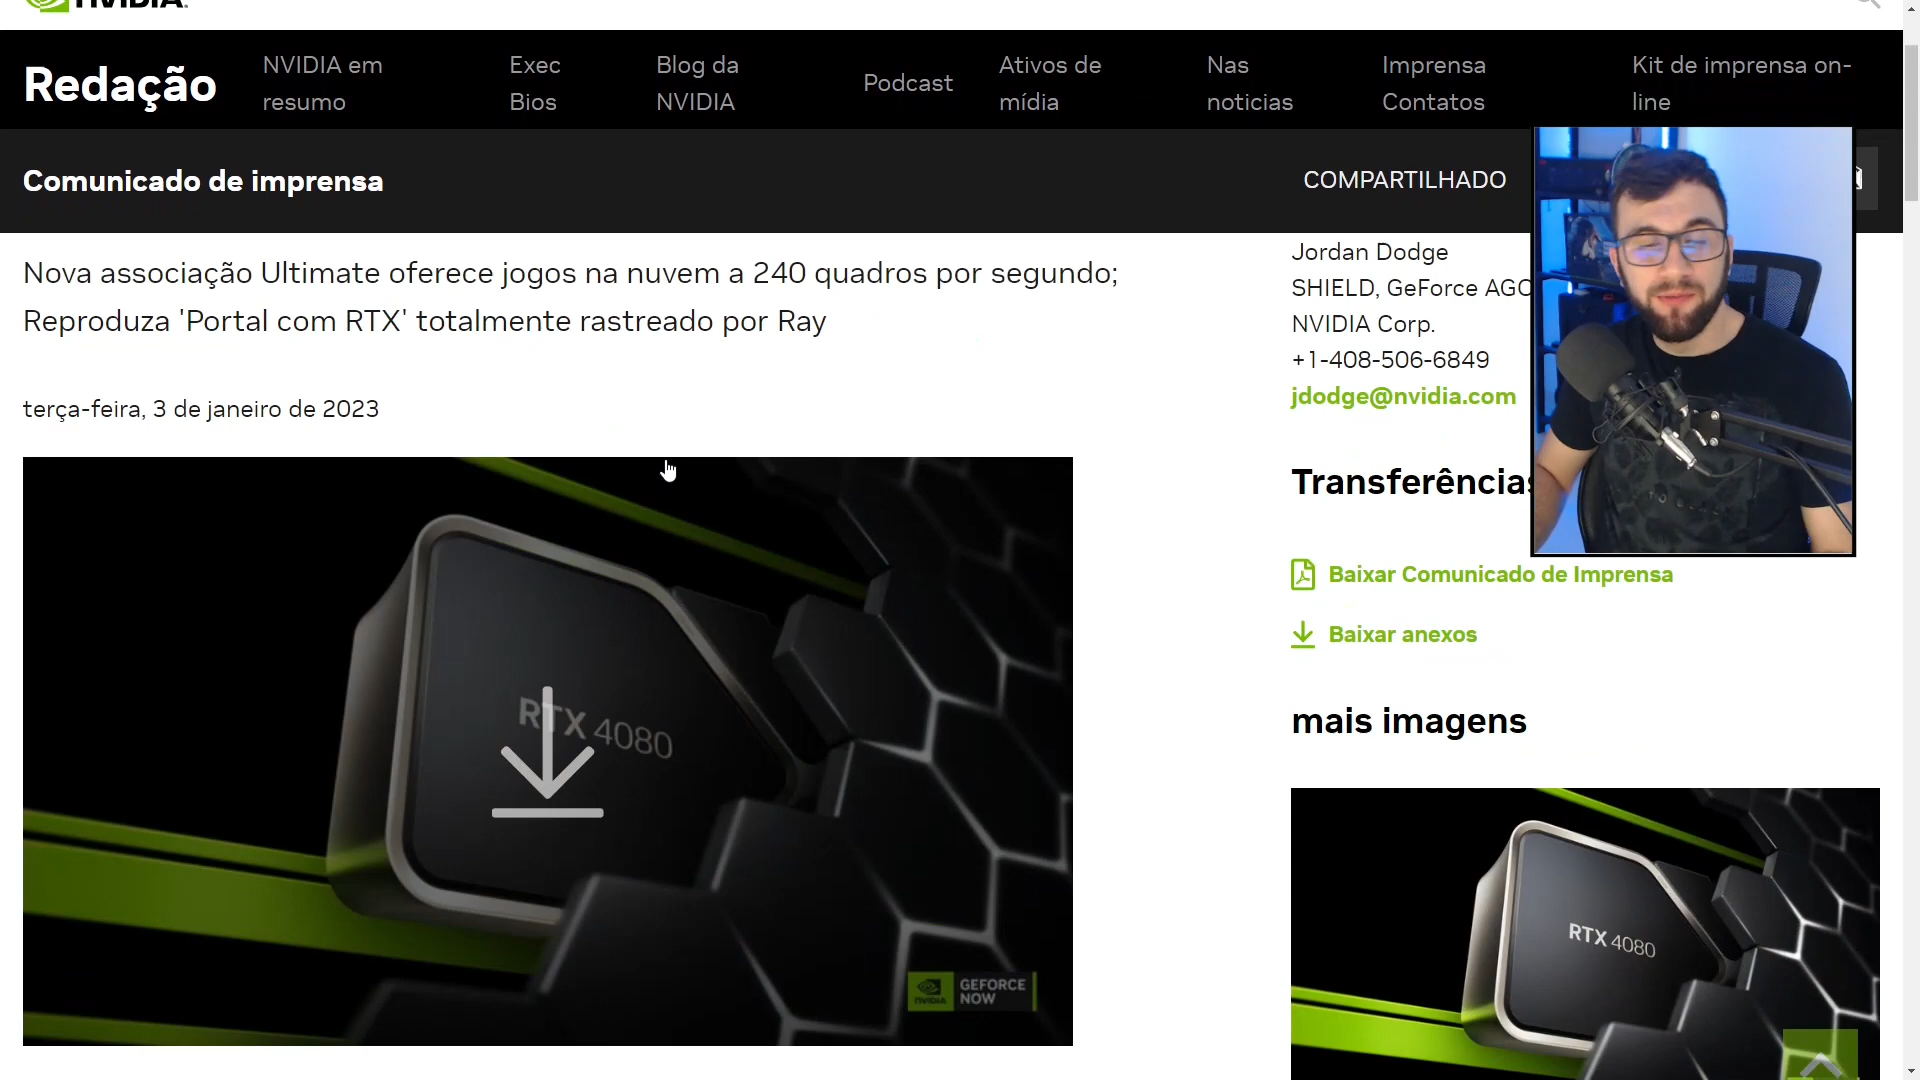 NVIDIA.
Redação
NVIDIA em
resumo
Exec
Bios
Blog da
NVIDIA
Podcast
Ativos de
mídia
Nas
noticias
Imprensa
Contatos
Kit de imprensa on-
line
Comunicado de imprensa
COMPARTILHADO
Nova associação Ultimate oferece jogos na nuvem a 240 quadros por segundo;
Reproduza 'Portal com RTX' totalmente rastreado por Ray
terça-feira, 3 de janeiro de 2023
RTX 4080
NVIDIA
GEFORCE
NOW
Jordan Dodge
SHIELD, GeForce AGO
NVIDIA Corp.
+1-408-506-6849
jdodge@nvidia.com
Transferências
Baixar Comunicado de Imprensa
Baixar anexos
mais imagens
RTX 4080